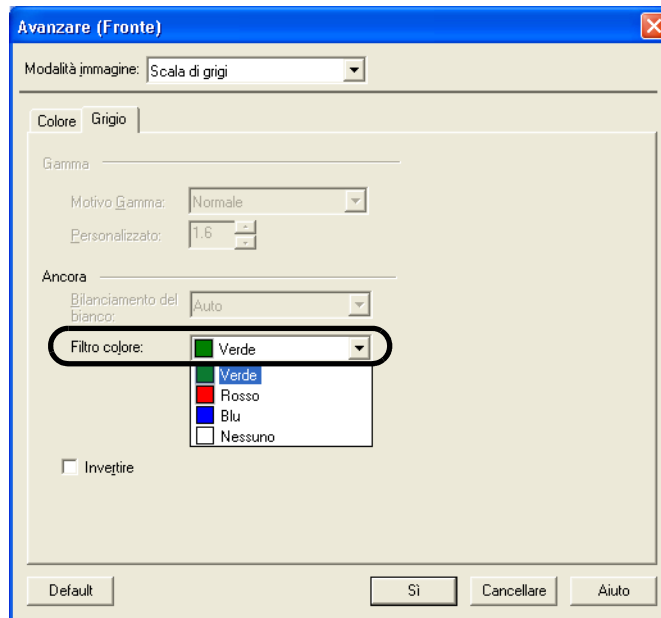 Avanzare (Fronte)
Modalità immagine: Scala di grigi
Colore Grigio
Gamma
Motivo Gamma: Normale
Personalizzato: 1.6
Ancora
Bilanciamento del bianco: Auto
Filtro colore: Verde
Verde
Rosso
Blu
Nessuno
Invertire
Default Sì Cancellare Aiuto